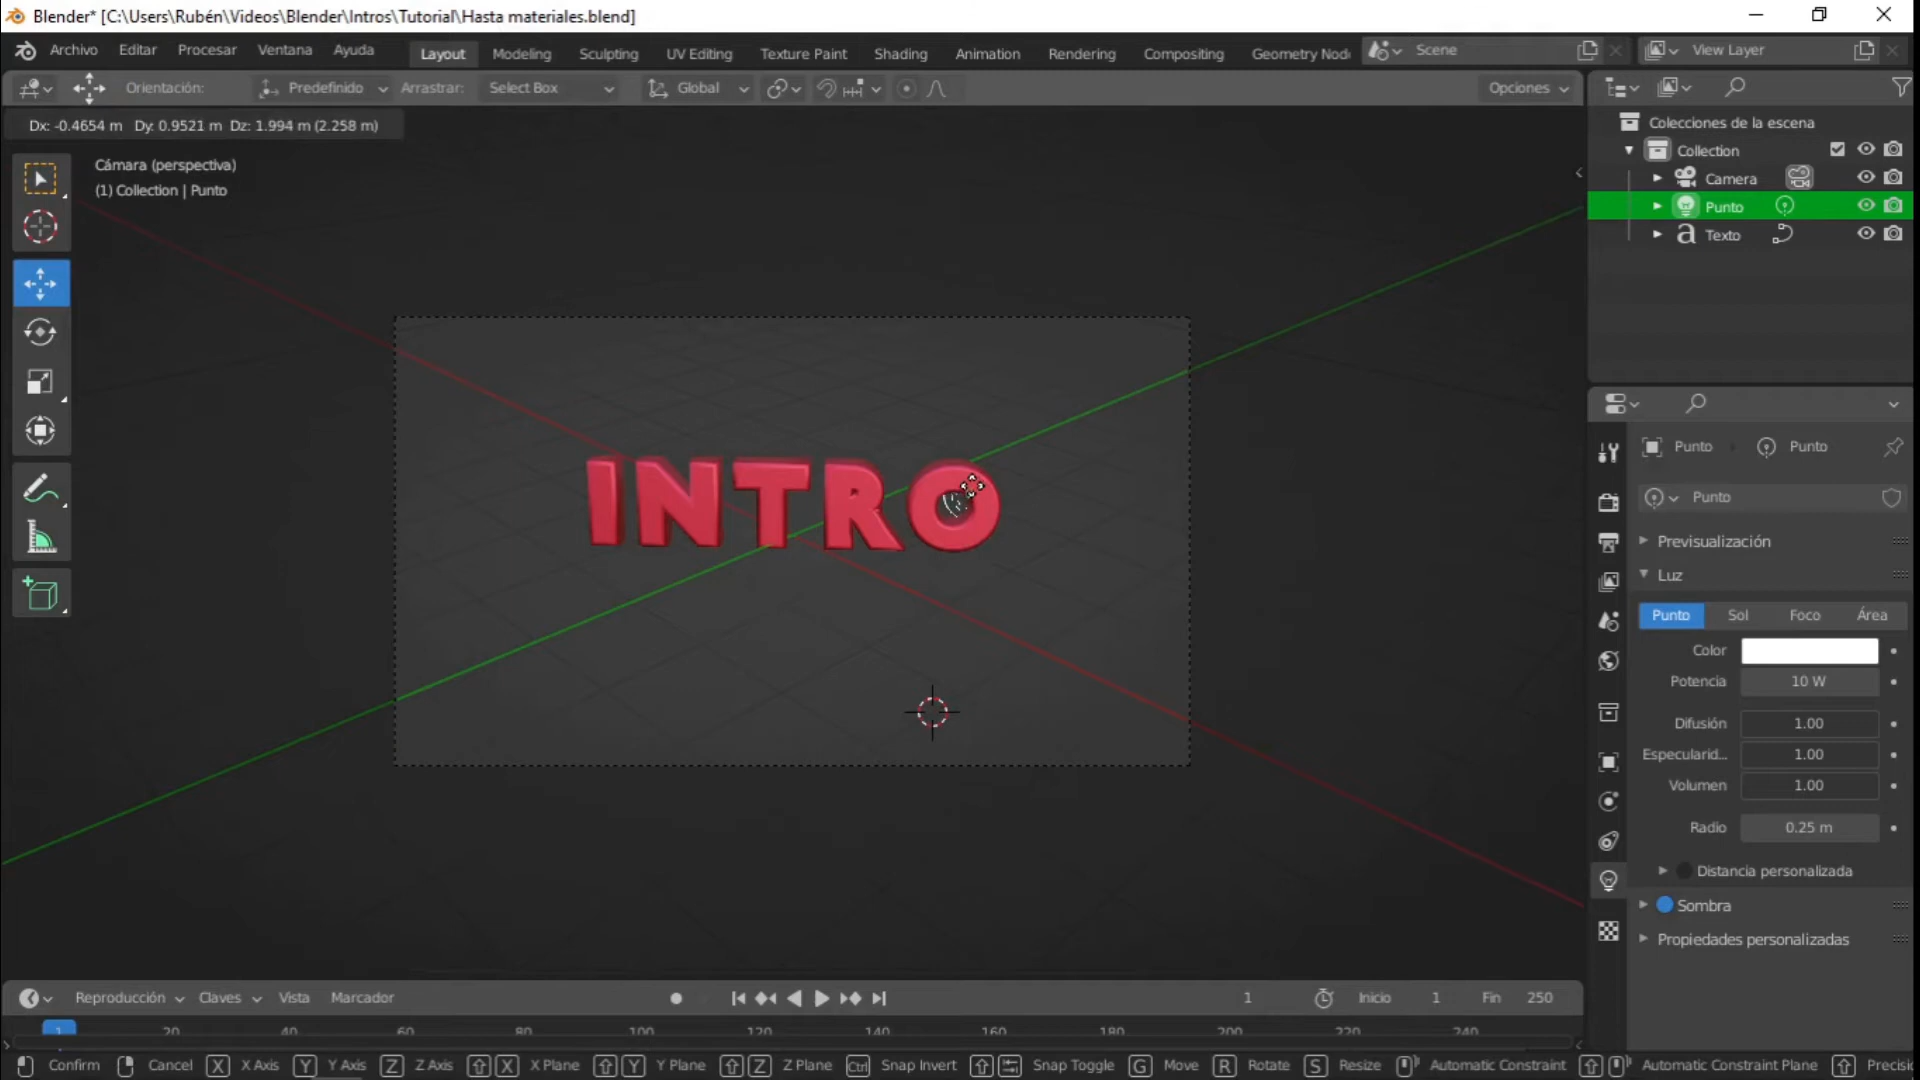 Blender* [C:\Users\Rubén\Videos\Blender\Intros\Tutorial\Hasta materiales.blend]
Archivo Editar Procesar Ventana Ayuda Layout Modeling Sculpting UV Editing Texture Paint Shading Animation Rendering Compositing Geometry Nod Scene View Layer
Orientación: Predefinido Arrastrar: Select Box Global Opciones
Dx: -0.4654 m Dy: 0.9521 m Dz: 1.994 m (2.258 m)
Cámara (perspectiva)
(1) Collection | Punto
INTRO
Colecciones de la escena
Collection
Camera
Punto
a Texto
Punto Punto
Punto
Previsualización
Luz
Punto Sol Foco Área
Color
Potencia 10 W
Difusión 1.00
Especularid... 1.00
Volumen 1.00
Radio 0.25 m
Distancia personalizada
Sombra
Propiedades personalizadas
Reproducción Claves Vista Marcador 1 Inicio 1 Fin 250
1 20 40 60 80 100 120 140 160 180 200 220 240
Confirm Cancel X X Axis Y Y Axis Z Z Axis X X Plane Y Y Plane Z Z Plane Ctrl Snap Invert Snap Toggle G Move R Rotate S Resize Automatic Constraint Automatic Constraint Plane Precisi